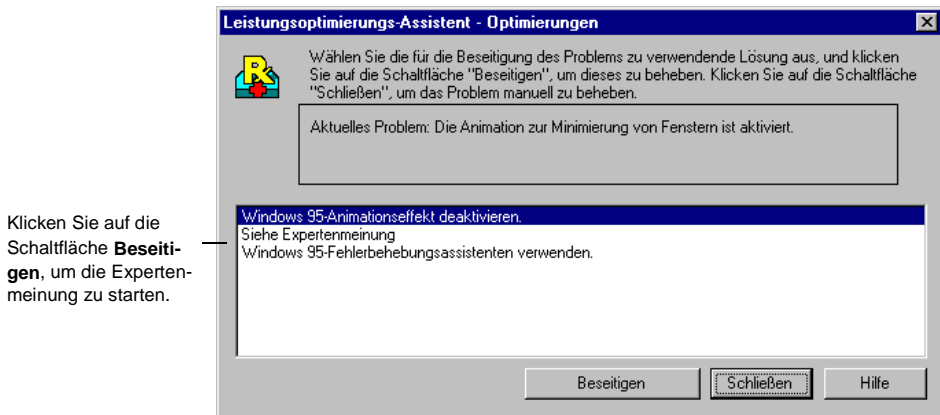 Leistungsoptimierungs-Assistent - Optimierungen
Wählen Sie die für die Beseitigung des Problems zu verwendende Lösung aus, und klicken
Sie auf die Schaltfläche "Beseitigen", um dieses zu beheben. Klicken Sie auf die Schaltfläche
"Schließen", um das Problem manuell zu beheben.
Aktuelles Problem: Die Animation zur Minimierung von Fenstern ist aktiviert.
Klicken Sie auf die
Schaltfläche Beseiti-
gen, um die Experten-
meinung zu starten.
Windows 95-Animationseffekt deaktivieren.
Siehe Expertenmeinung
Windows 95-Fehlerbehebungsassistenten verwenden.
Beseitigen
Schließen
Hilfe